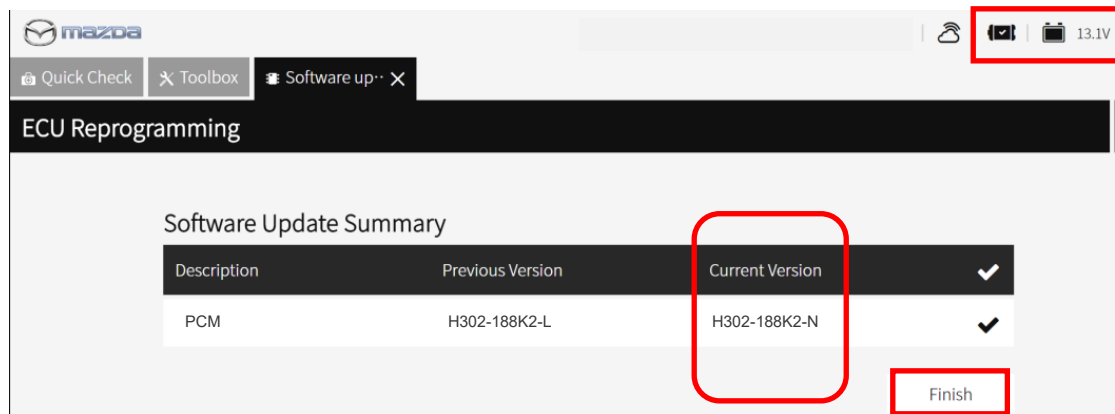 mazda
13.1V
Quick Check Toolbox Software up··
ECU Reprogramming
Software Update Summary
Description Previous Version Current Version
PCM H302-188K2-L H302-188K2-N
Finish